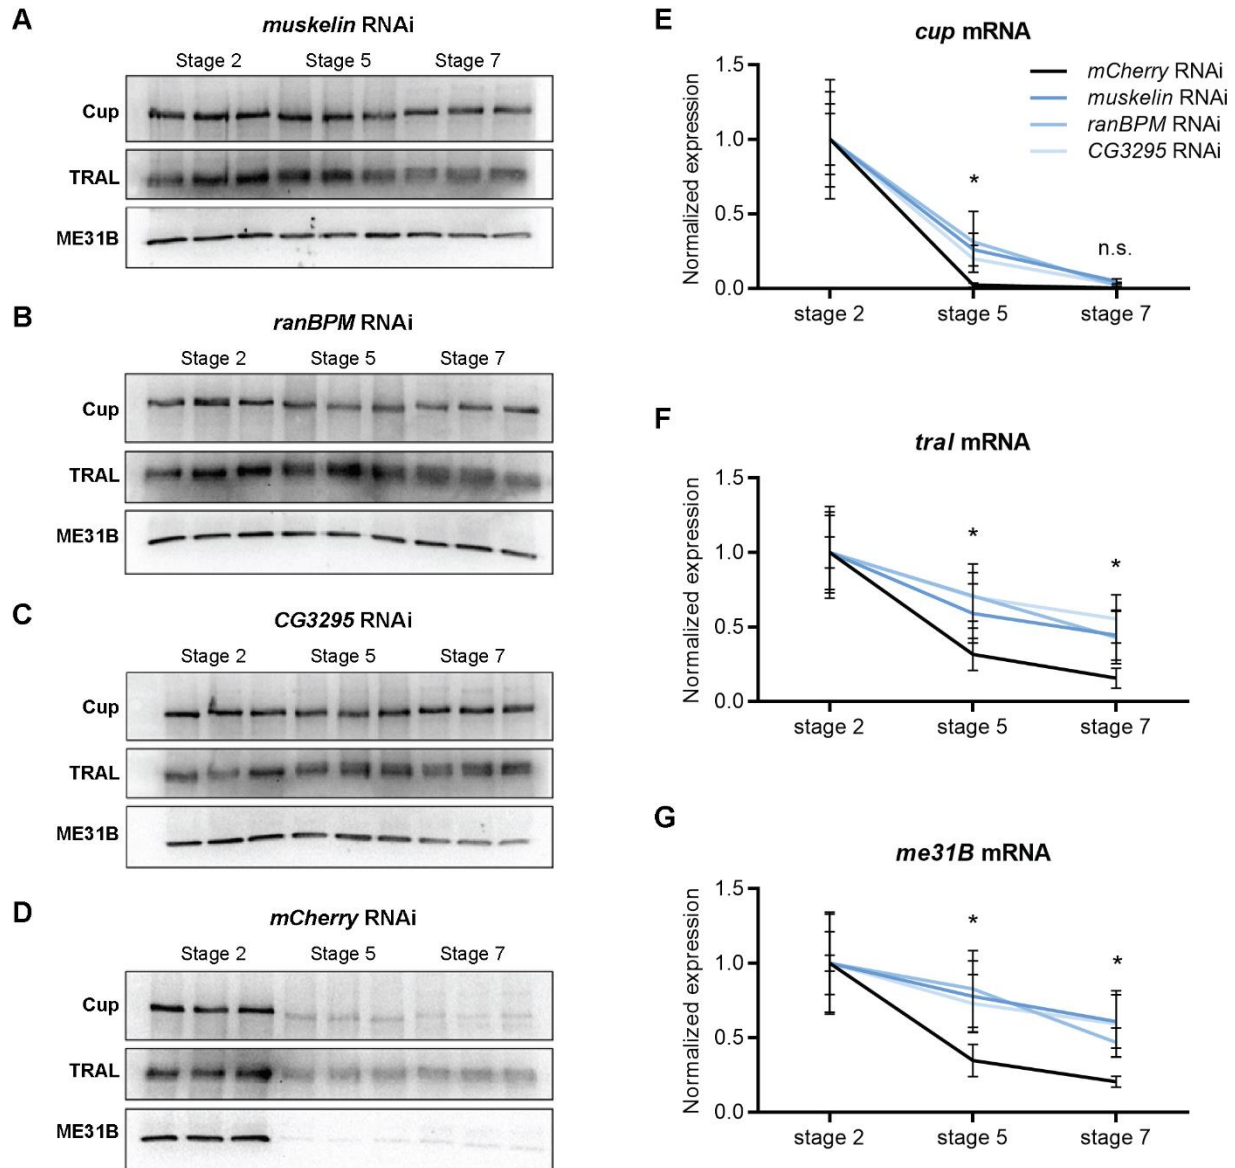 A
muskelin RNAi
Stage 2 Stage 5 Stage 7
Cup
TRAL
ME31B
B
ranBPM RNAi
Stage 2 Stage 5 Stage 7
Cup
TRAL
ME31B
C
CG3295 RNAi
Stage 2 Stage 5 Stage 7
Cup
TRAL
ME31B
D
mCherry RNAi
Stage 2 Stage 5 Stage 7
Cup
TRAL
ME31B
E
cup mRNA
Normalized expression
1.5
1.0
0.5
0.0
mCherry RNAi
muskelin RNAi
ranBPM RNAi
CG3295 RNAi
*
n.s.
stage 2 stage 5 stage 7
F
tral mRNA
Normalized expression
1.5
1.0
0.5
0.0
*
*
stage 2 stage 5 stage 7
G
me31B mRNA
Normalized expression
1.5
1.0
0.5
0.0
*
*
stage 2 stage 5 stage 7